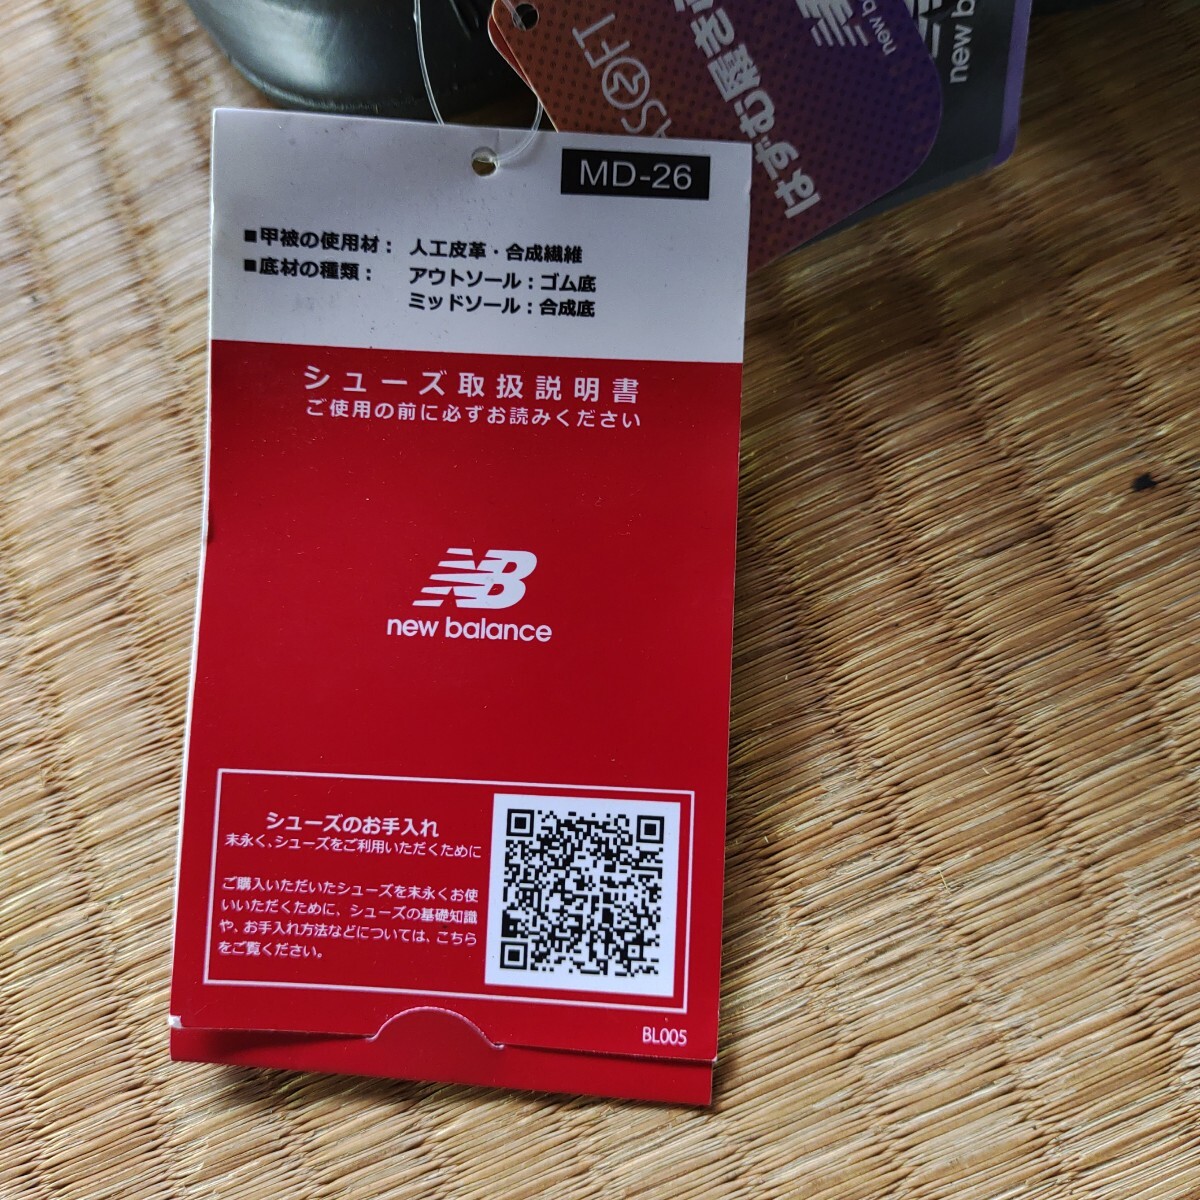 MD-26
■甲被の使用材： 人工皮革・合成繊維
■底材の種類： アウトソール：ゴム底
ミッドソール：合成底
シューズ取扱説明書
ご使用の前に必ずお読みください
NB
new balance
シューズのお手入れ
末永く、シューズをご利用いただくために
ご購入いただいたシューズを末永くお使
いいただくために、シューズの基礎知識
や、お手入れ方法などについては、こちら
をご覧ください。
BL005
はずむ履き
new b
new b